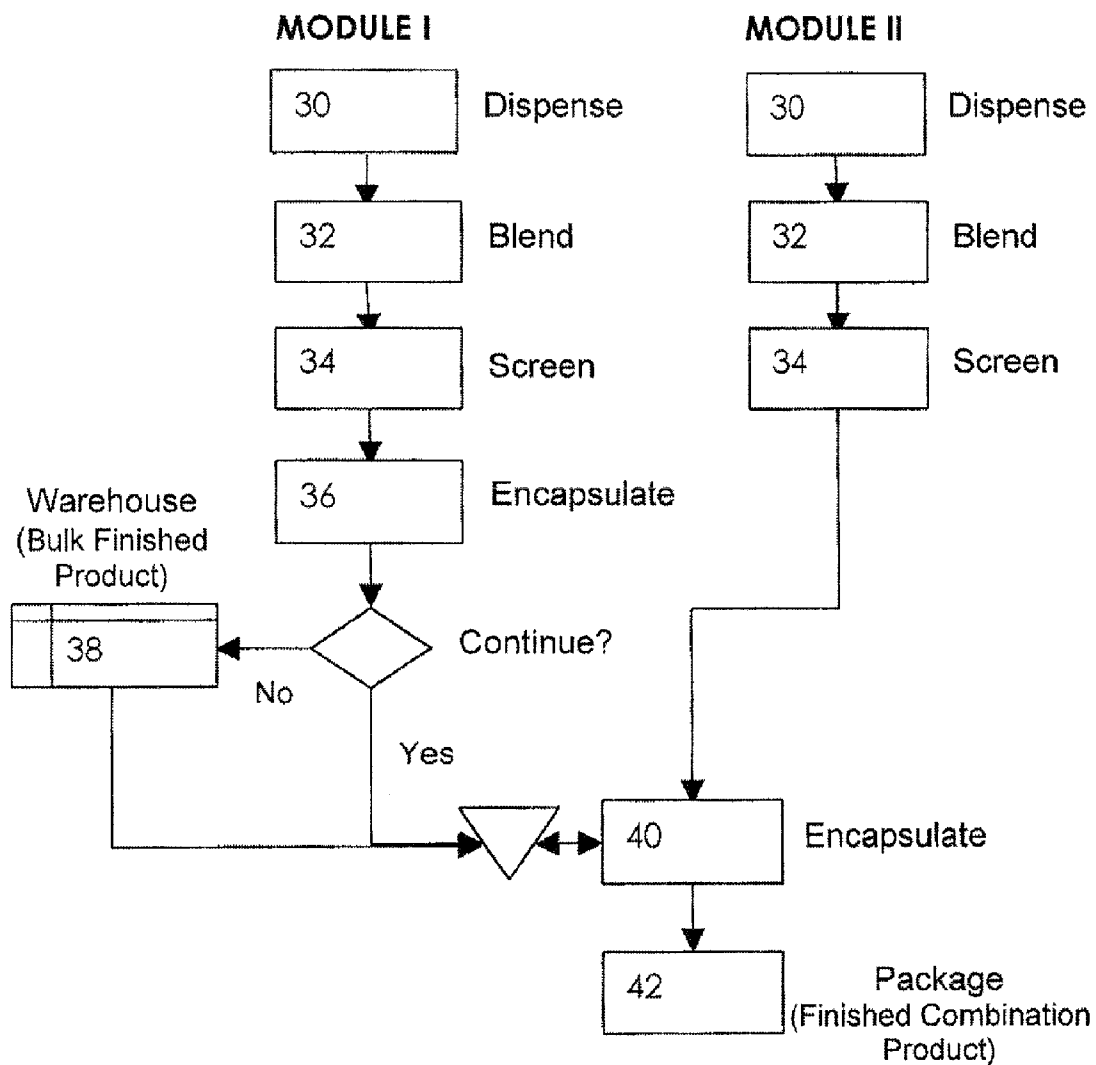 MODULE I
MODULE II
30
Dispense
30
Dispense
32
Blend
32
Blend
34
Screen
34
Screen
36
Encapsulate
Warehouse
(Bulk Finished
Product)
38
Continue?
No
Yes
40
Encapsulate
42
Package
(Finished Combination
Product)